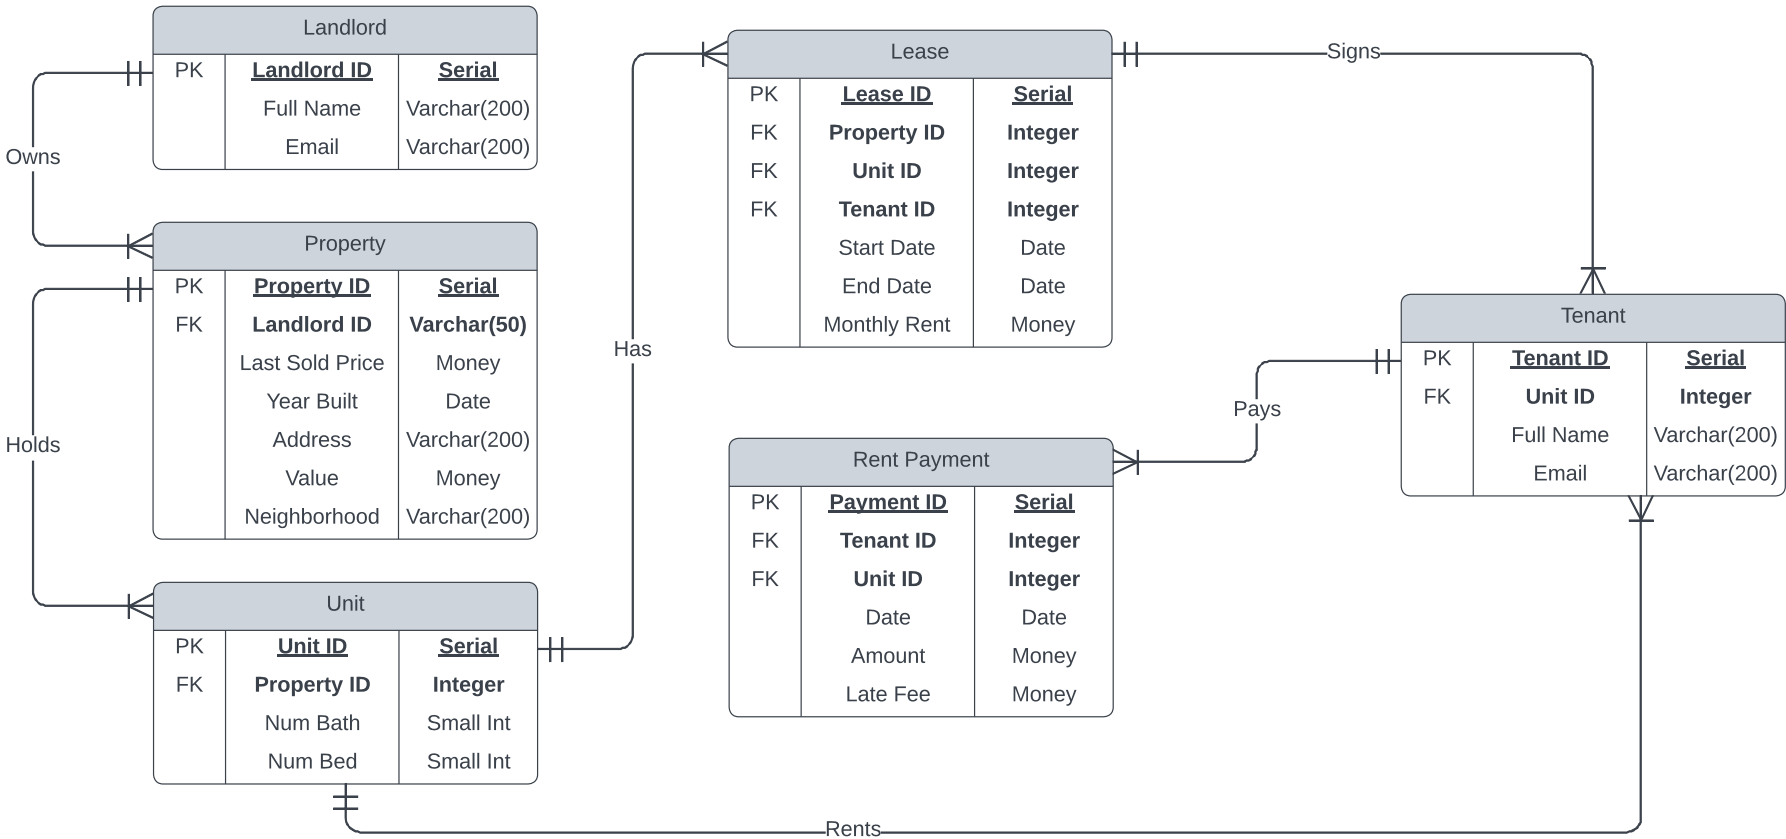 Landlord
PK Landlord ID Serial
Full Name Varchar(200)
Email Varchar(200)
Owns
Property
PK Property ID Serial
FK Landlord ID Varchar(50)
Last Sold Price Money
Year Built Date
Address Varchar(200)
Value Money
Neighborhood Varchar(200)
Holds
Unit
PK Unit ID Serial
FK Property ID Integer
Num Bath Small Int
Num Bed Small Int
Has
Lease
PK Lease ID Serial
FK Property ID Integer
FK Unit ID Integer
FK Tenant ID Integer
Start Date Date
End Date Date
Monthly Rent Money
Signs
Rent Payment
PK Payment ID Serial
FK Tenant ID Integer
FK Unit ID Integer
Date Date
Amount Money
Late Fee Money
Pays
Tenant
PK Tenant ID Serial
FK Unit ID Integer
Full Name Varchar(200)
Email Varchar(200)
Rents